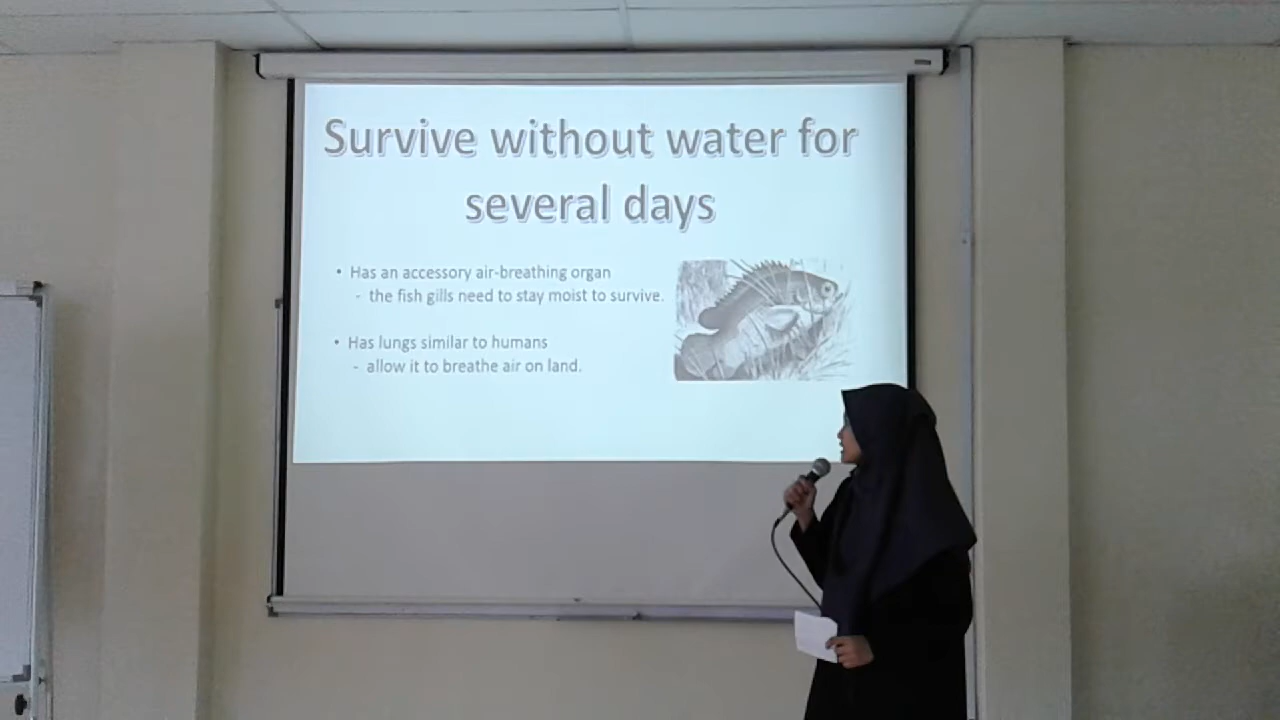 Survive without water for
several days
• Has an accessory air-breathing organ
- the fish gills need to stay moist to survive.
• Has lungs similar to humans
- allow it to breathe air on land.